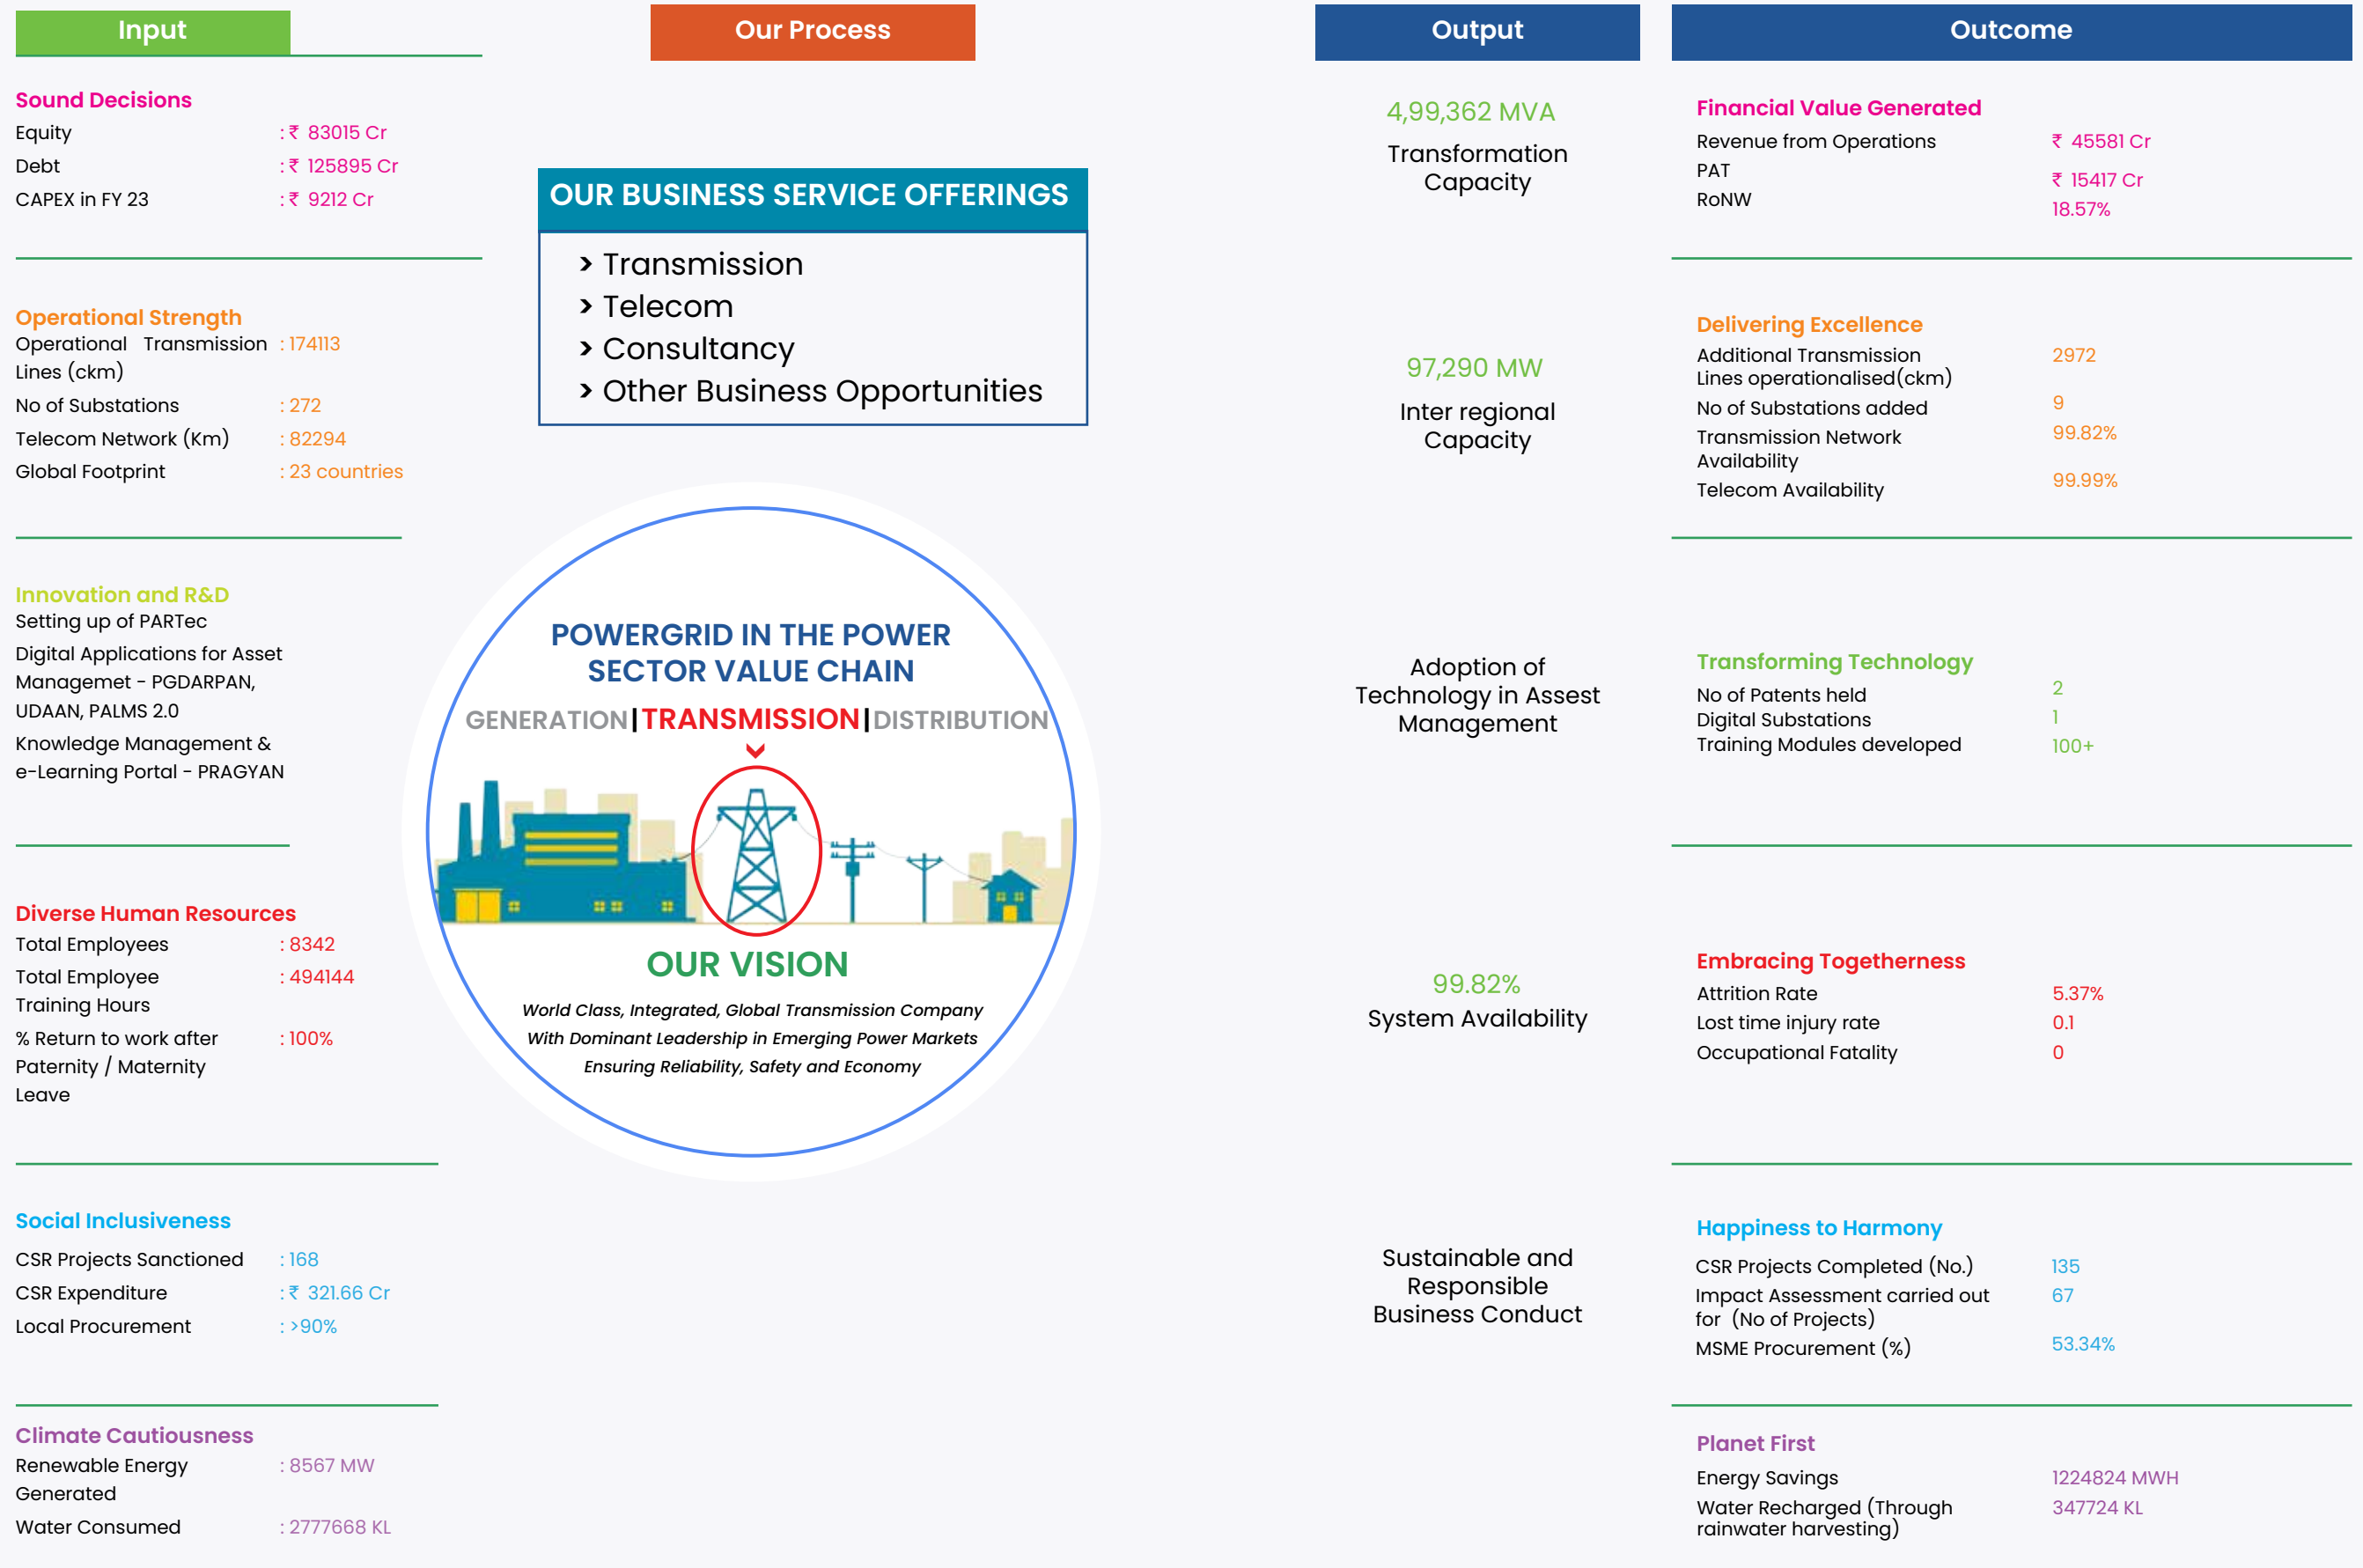 Input
Sound Decisions
Equity : ₹ 83015 Cr
Debt : ₹ 125895 Cr
CAPEX in FY 23 : ₹ 9212 Cr
Operational Strength
Operational Transmission : 174113
Lines (ckm)
No of Substations : 272
Telecom Network (Km) : 82294
Global Footprint : 23 countries
Innovation and R&D
Setting up of PARTec
Digital Applications for Asset
Managemet - PGDARPAN,
UDAAN, PALMS 2.0
Knowledge Management &
e-Learning Portal - PRAGYAN
Diverse Human Resources
Total Employees : 8342
Total Employee : 494144
Training Hours
% Return to work after : 100%
Paternity / Maternity
Leave
Social Inclusiveness
CSR Projects Sanctioned : 168
CSR Expenditure : ₹ 321.66 Cr
Local Procurement : >90%
Climate Cautiousness
Renewable Energy : 8567 MW
Generated
Water Consumed : 2777668 KL
Our Process
OUR BUSINESS SERVICE OFFERINGS
> Transmission
> Telecom
> Consultancy
> Other Business Opportunities
POWERGRID IN THE POWER
SECTOR VALUE CHAIN
GENERATION|TRANSMISSION|DISTRIBUTION
OUR VISION
World Class, Integrated, Global Transmission Company
With Dominant Leadership in Emerging Power Markets
Ensuring Reliability, Safety and Economy
Output
4,99,362 MVA
Transformation
Capacity
97,290 MW
Inter regional
Capacity
Adoption of
Technology in Assest
Management
99.82%
System Availability
Sustainable and
Responsible
Business Conduct
Outcome
Financial Value Generated
Revenue from Operations ₹ 45581 Cr
PAT ₹ 15417 Cr
RoNW 18.57%
Delivering Excellence
Additional Transmission 2972
Lines operationalised(ckm)
No of Substations added 9
Transmission Network 99.82%
Availability
Telecom Availability 99.99%
Transforming Technology
No of Patents held 2
Digital Substations 1
Training Modules developed 100+
Embracing Togetherness
Attrition Rate 5.37%
Lost time injury rate 0.1
Occupational Fatality 0
Happiness to Harmony
CSR Projects Completed (No.) 135
Impact Assessment carried out 67
for (No of Projects)
MSME Procurement (%) 53.34%
Planet First
Energy Savings 1224824 MWH
Water Recharged (Through 347724 KL
rainwater harvesting)